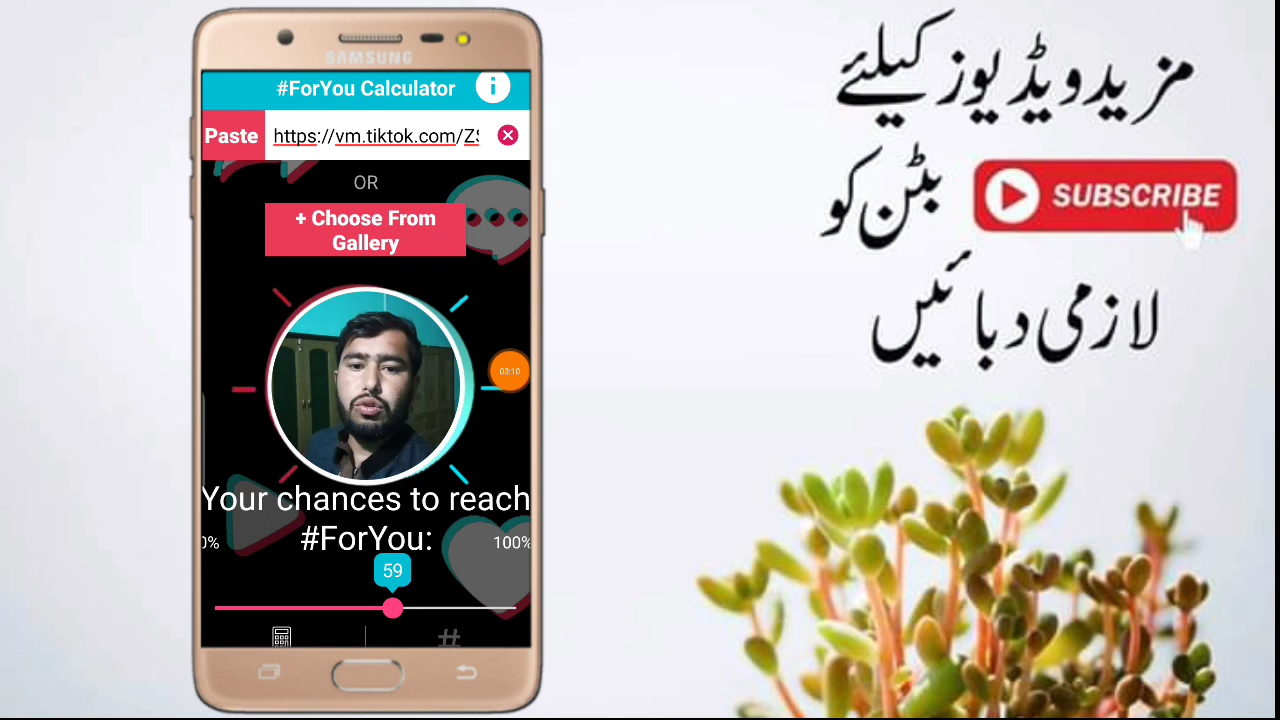 SAMSUNG
#ForYou Calculator
Paste
https://vm.tiktok.com/ZS
OR
+ Choose From
Gallery
03:10
Your chances to reach
#ForYou:
0%
100%
59
#
مزید ویڈیوز کیلئے
SUBSCRIBE بٹن کو
لازمی دبائیں